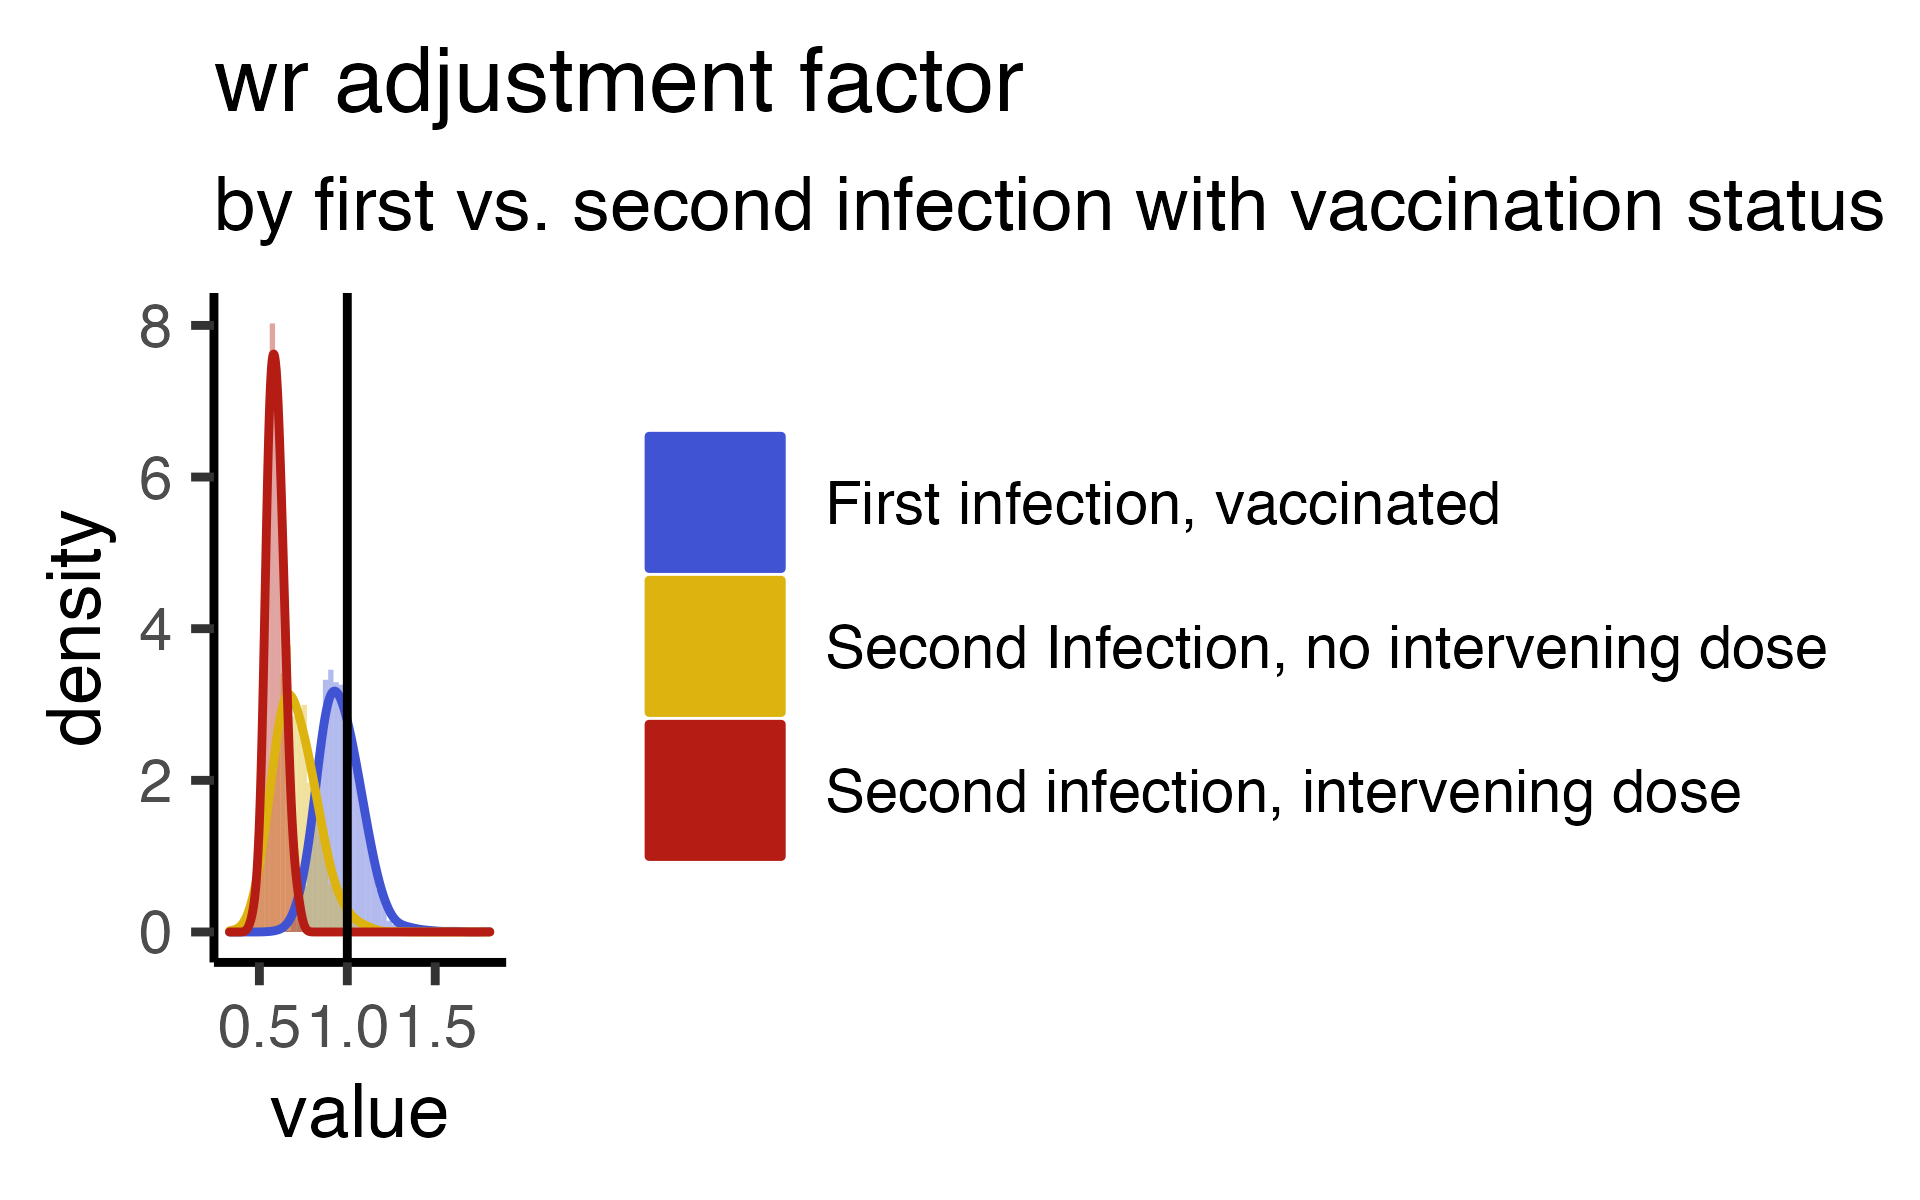 wr adjustment factor
by first vs. second infection with vaccination status
8
6
4
2
0
density
0.5 1.0 1.5
value
First infection, vaccinated
Second Infection, no intervening dose
Second infection, intervening dose